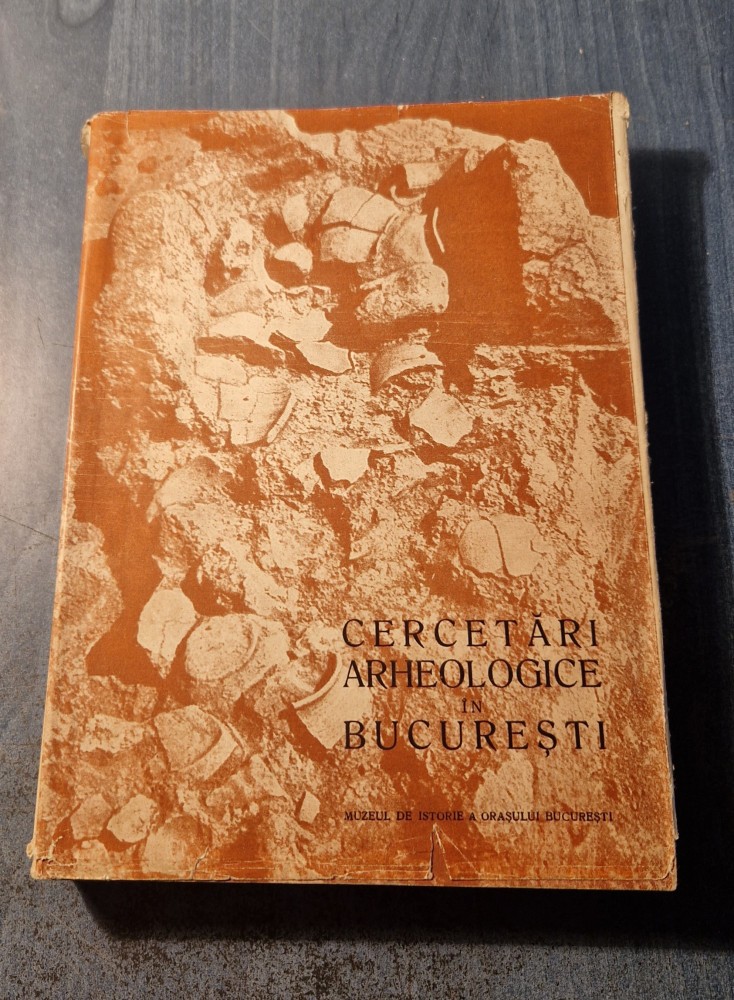 CERCETĂRI
ARHEOLOGICE
ÎN
BUCUREȘTI
MUZEUL DE ISTORIE A ORAȘULUI BUCUREȘTI